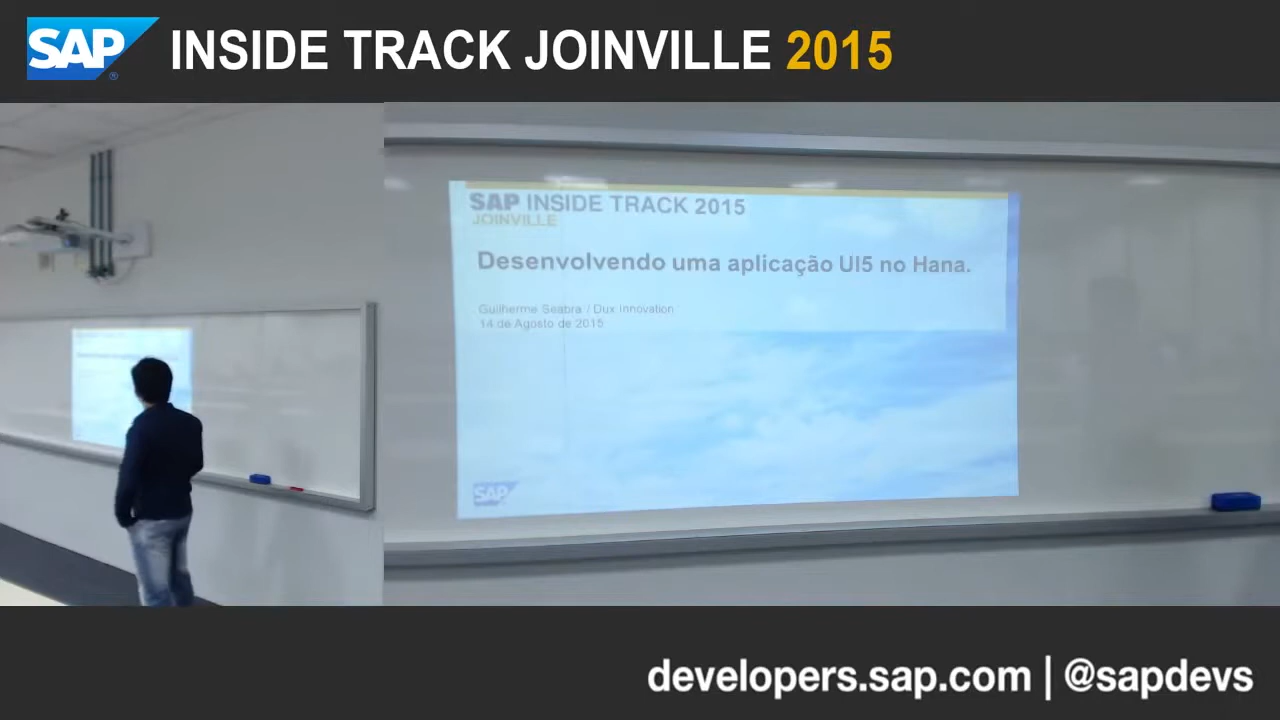 SAP ® INSIDE TRACK JOINVILLE 2015
SAP INSIDE TRACK 2015
JOINVILLE
Desenvolvendo uma aplicação UI5 no Hana.
Guilherme Seabra / Dux Innovation
14 de Agosto de 2015
SAP
developers.sap.com | @sapdevs